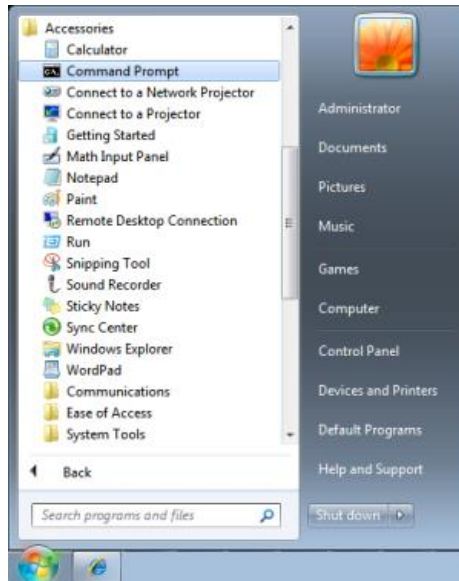 Accessories
Calculator
Command Prompt
Connect to a Network Projector
Connect to a Projector
Getting Started
Math Input Panel
Notepad
Paint
Remote Desktop Connection
Run
Snipping Tool
Sound Recorder
Sticky Notes
Sync Center
Windows Explorer
WordPad
Communications
Ease of Access
System Tools
Back
Search programs and files
Administrator
Documents
Pictures
Music
Games
Computer
Control Panel
Devices and Printers
Default Programs
Help and Support
Shut down